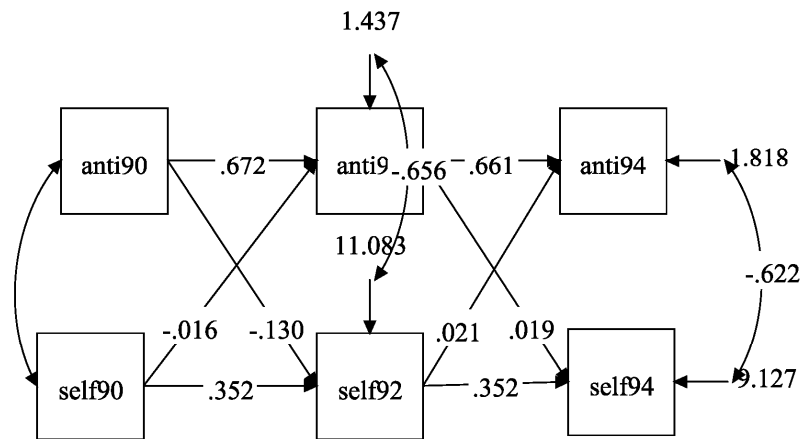 1.437
anti90
.672
anti9
-.656
.661
anti94
1.818
11.083
-.622
-.016
-.130
.021
.019
self90
.352
self92
.352
self94
9.127